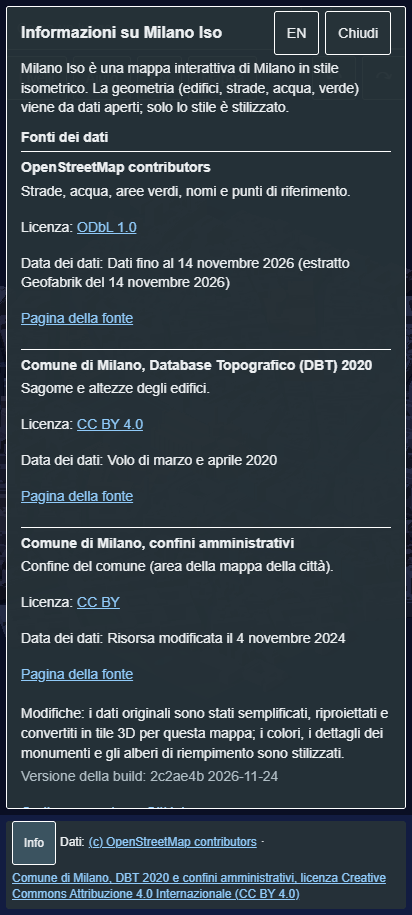 Informazioni su Milano Iso
EN
Chiudi
Milano Iso è una mappa interattiva di Milano in stile
isometrico. La geometria (edifici, strade, acqua, verde)
viene da dati aperti; solo lo stile è stilizzato.
Fonti dei dati
OpenStreetMap contributors
Strade, acqua, aree verdi, nomi e punti di riferimento.
Licenza: ODbL 1.0
Data dei dati: Dati fino al 14 novembre 2026 (estratto
Geofabrik del 14 novembre 2026)
Pagina della fonte
Comune di Milano, Database Topografico (DBT) 2020
Sagome e altezze degli edifici.
Licenza: CC BY 4.0
Data dei dati: Volo di marzo e aprile 2020
Pagina della fonte
Comune di Milano, confini amministrativi
Confine del comune (area della mappa della città).
Licenza: CC BY
Data dei dati: Risorsa modificata il 4 novembre 2024
Pagina della fonte
Modifiche: i dati originali sono stati semplificati, riproiettati e
convertiti in tile 3D per questa mappa; i colori, i dettagli dei
monumenti e gli alberi di riempimento sono stilizzati.
Versione della build: 2c2ae4b 2026-11-24
Info
Dati: (c) OpenStreetMap contributors ·
Comune di Milano, DBT 2020 e confini amministrativi, licenza Creative
Commons Attribuzione 4.0 Internazionale (CC BY 4.0)